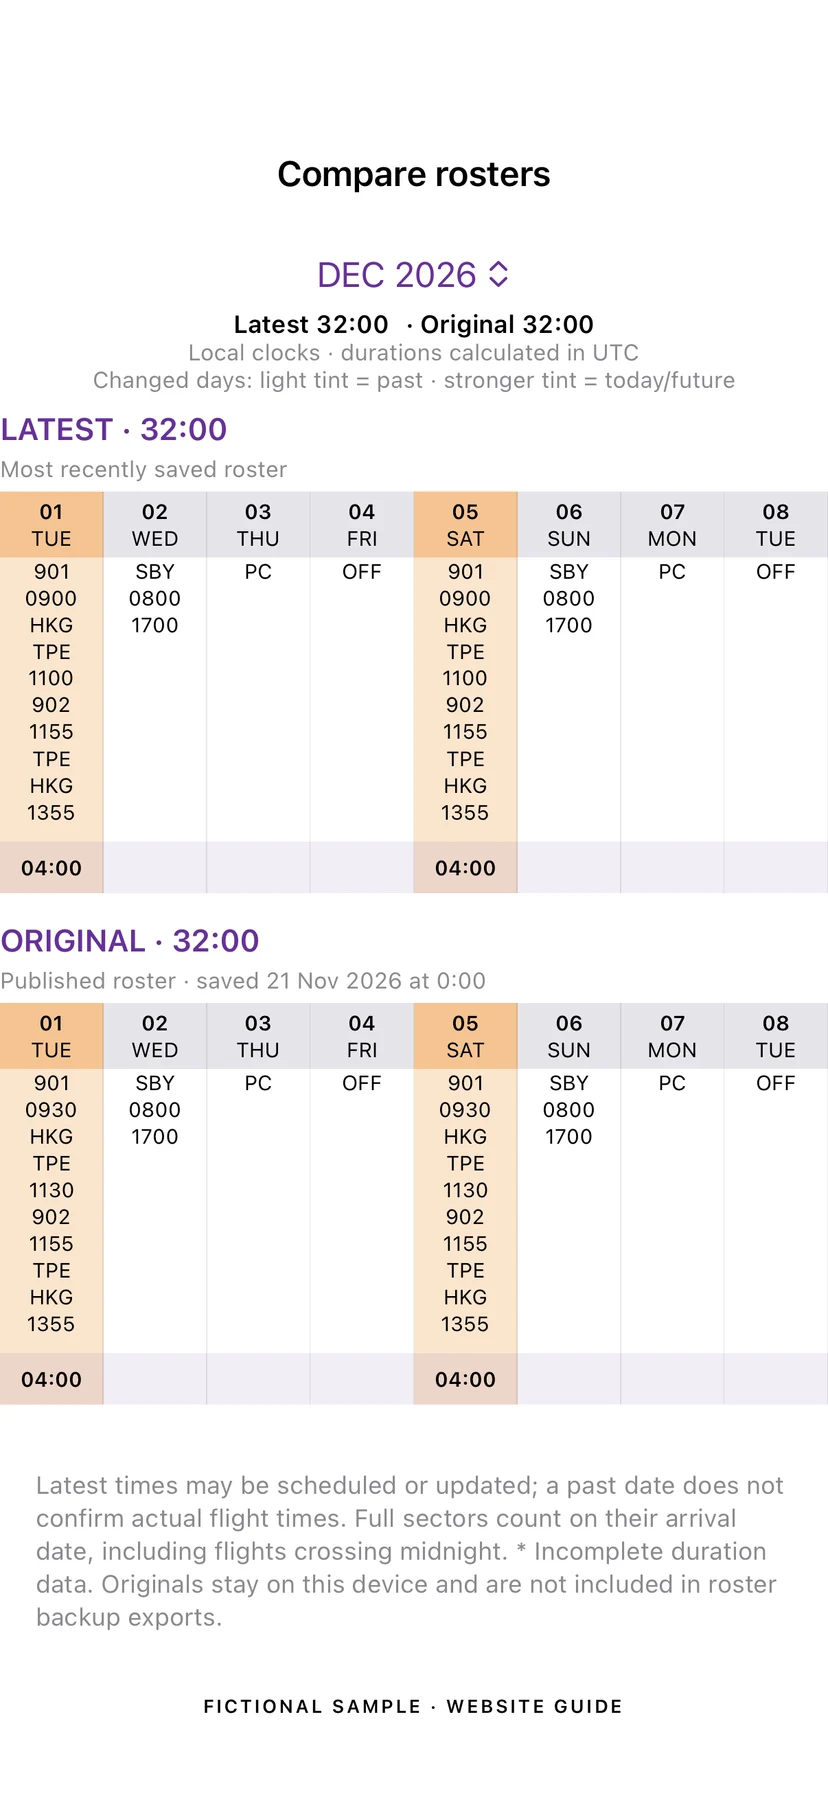 Compare rosters
DEC 2026
Latest 32:00 · Original 32:00
Local clocks · durations calculated in UTC
Changed days: light tint = past · stronger tint = today/future
LATEST · 32:00
Most recently saved roster
01 02 03 04 05 06 07 08
TUE WED THU FRI SAT SUN MON TUE
901 SBY PC OFF 901 SBY PC OFF
0900 0800 0900 0800
HKG 1700 HKG 1700
TPE TPE
1100 1100
902 902
1155 1155
TPE TPE
HKG HKG
1355 1355
04:00 04:00
ORIGINAL · 32:00
Published roster · saved 21 Nov 2026 at 0:00
01 02 03 04 05 06 07 08
TUE WED THU FRI SAT SUN MON TUE
901 SBY PC OFF 901 SBY PC OFF
0930 0800 0930 0800
HKG 1700 HKG 1700
TPE TPE
1130 1130
902 902
1155 1155
TPE TPE
HKG HKG
1355 1355
04:00 04:00
Latest times may be scheduled or updated; a past date does not
confirm actual flight times. Full sectors count on their arrival
date, including flights crossing midnight. * Incomplete duration
data. Originals stay on this device and are not included in roster
backup exports.
FICTIONAL SAMPLE · WEBSITE GUIDE